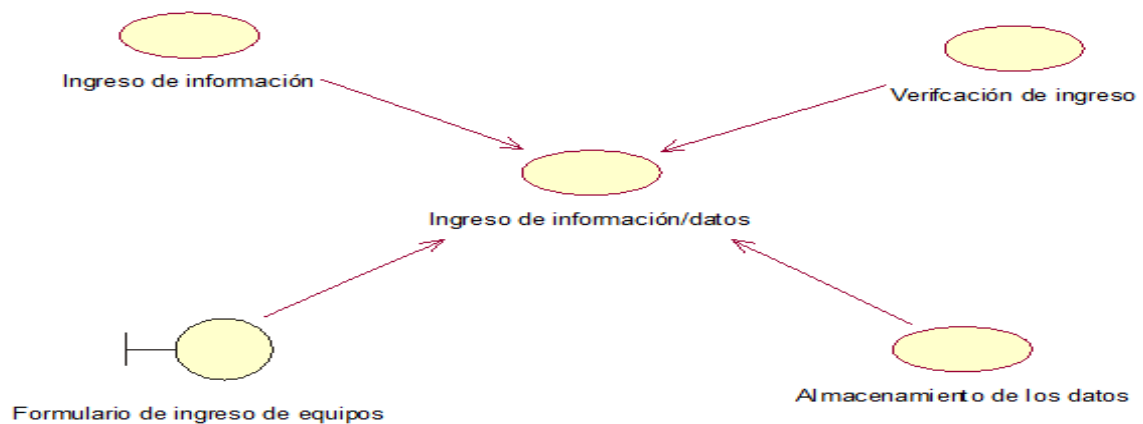 Ingreso de información
Verifcación de ingreso
Ingreso de información/datos
Formulario de ingreso de equipos
Almacenamiento de los datos